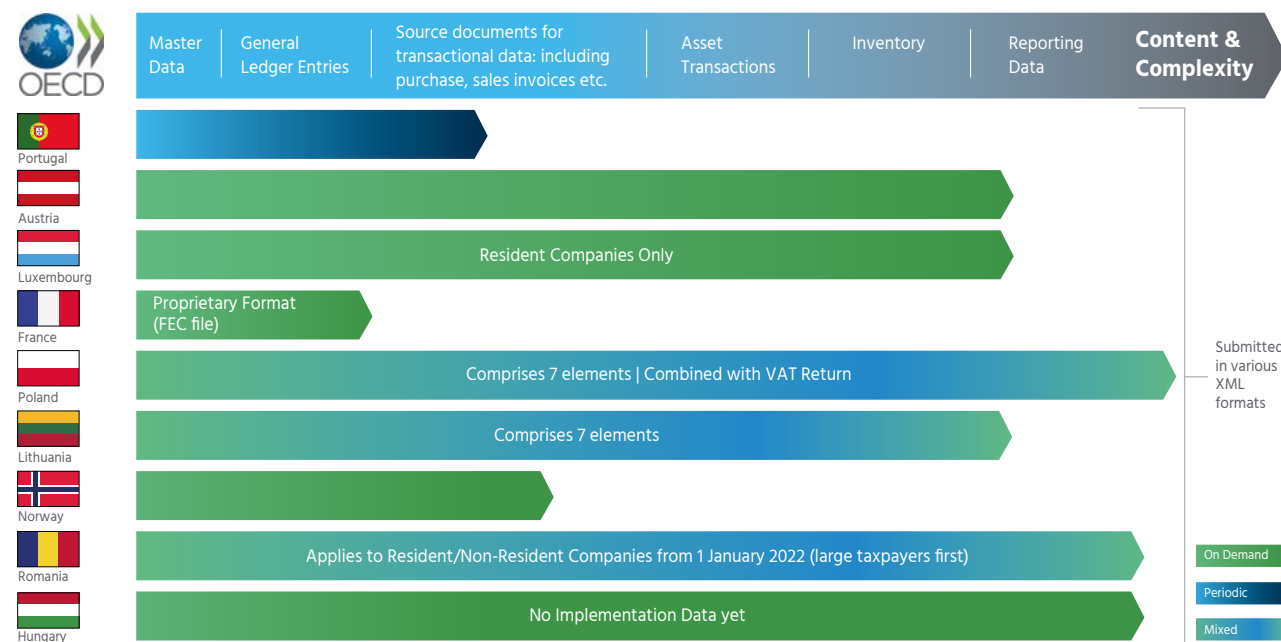 OECD
Master
Data
General
Ledger Entries
Source documents for
transactional data: including
purchase, sales invoices etc.
Asset
Transactions
Inventory
Reporting
Data
Content &
Complexity
Portugal
Austria
Resident Companies Only
Luxembourg
Proprietary Format
(FEC file)
France
Comprises 7 elements | Combined with VAT Return
Poland
Submitted
in various
XML
formats
Comprises 7 elements
Lithuania
Norway
Applies to Resident/Non-Resident Companies from 1 January 2022 (large taxpayers first)
Romania
No Implementation Data yet
Hungary
On Demand
Periodic
Mixed